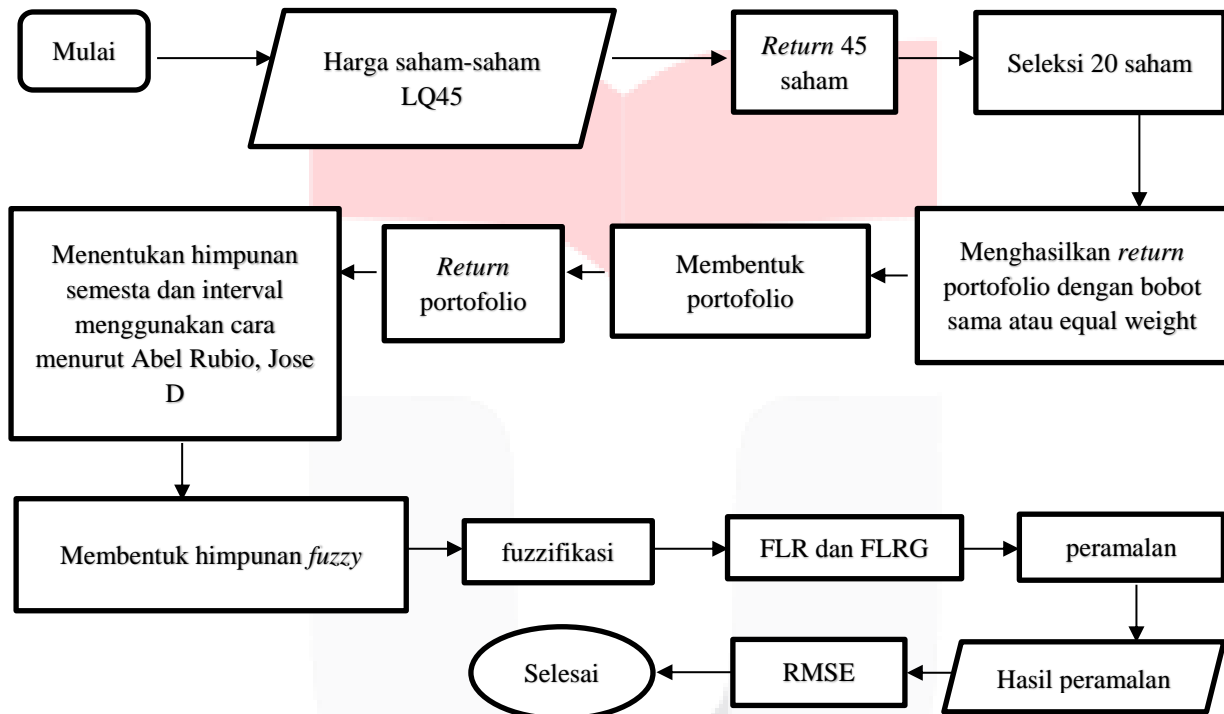 Mulai
Harga saham-saham
LQ45
Return 45
saham
Seleksi 20 saham
Menghasilkan return
portofolio dengan bobot
sama atau equal weight
Membentuk
portofolio
Return
portofolio
Menentukan himpunan
semesta dan interval
menggunakan cara
menurut Abel Rubio, Jose
D
Membentuk himpunan fuzzy
fuzzifikasi
FLR dan FLRG
peramalan
Hasil peramalan
RMSE
Selesai